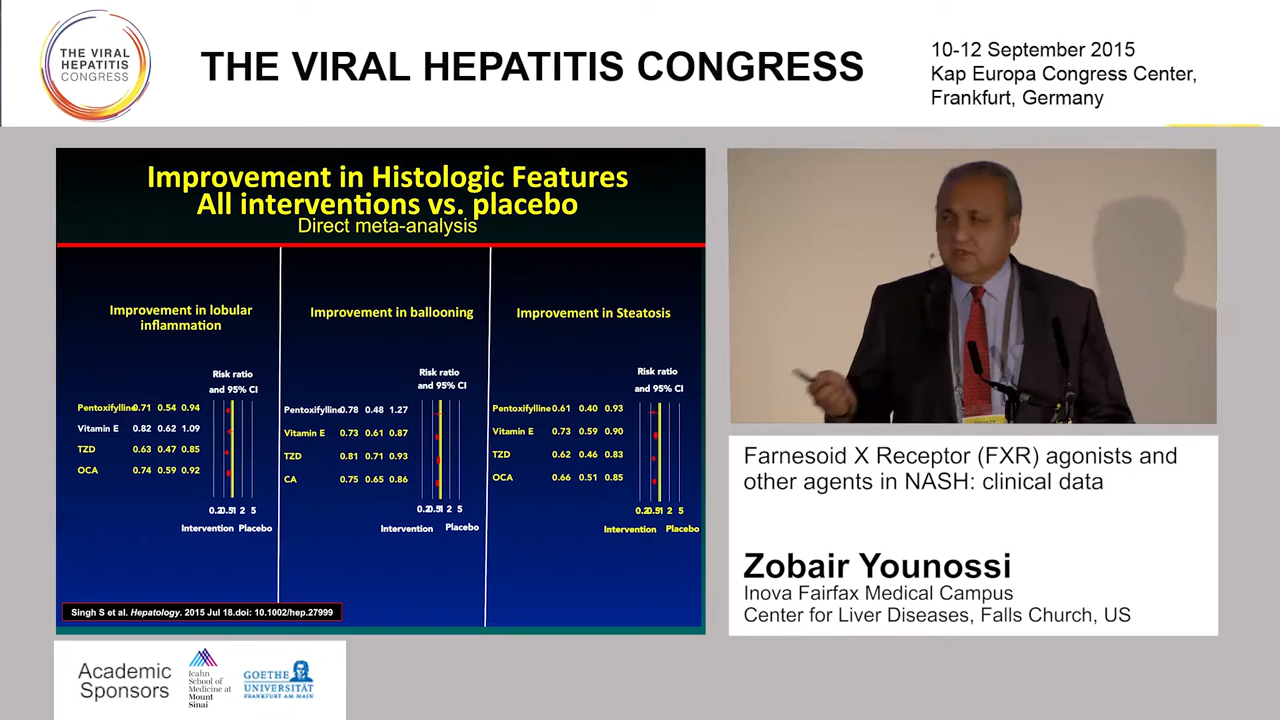 THE VIRAL
HEPATITIS
CONGRESS
THE VIRAL HEPATITIS CONGRESS
10-12 September 2015
Kap Europa Congress Center,
Frankfurt, Germany
Improvement in Histologic Features
All interventions vs. placebo
Direct meta-analysis
Improvement in lobular
inflammation
Risk ratio
and 95% CI
Pentoxifylline 0.71 0.54 0.94
Vitamin E 0.82 0.62 1.09
TZD 0.63 0.47 0.85
OCA 0.74 0.59 0.92
0.2 0.5 1 2 5
Intervention Placebo
Improvement in ballooning
Risk ratio
and 95% CI
Pentoxifylline 0.78 0.48 1.27
Vitamin E 0.73 0.61 0.87
TZD 0.81 0.71 0.93
CA 0.75 0.65 0.86
0.2 0.5 1 2 5
Intervention Placebo
Improvement in Steatosis
Risk ratio
and 95% CI
Pentoxifylline 0.61 0.40 0.93
Vitamin E 0.73 0.59 0.90
TZD 0.62 0.46 0.83
OCA 0.66 0.51 0.85
0.2 0.5 1 2 5
Intervention Placebo
Singh S et al. Hepatology. 2015 Jul 18.doi: 10.1002/hep.27999
Farnesoid X Receptor (FXR) agonists and
other agents in NASH: clinical data
Zobair Younossi
Inova Fairfax Medical Campus
Center for Liver Diseases, Falls Church, US
Academic
Sponsors
Icahn
School of
Medicine at
Mount
Sinai
GOETHE
UNIVERSITÄT
FRANKFURT AM MAIN